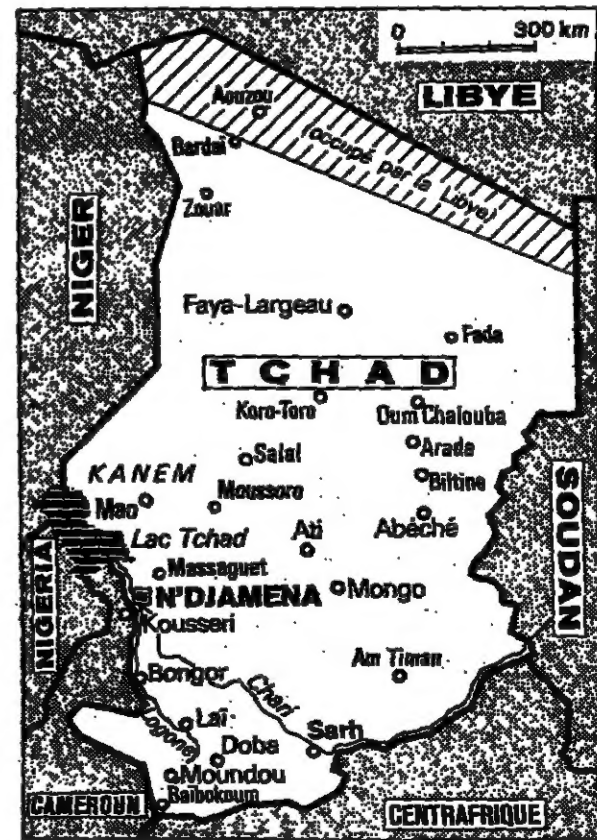 0 300 km
LIBYE
Aouzou
(occupé par la Libye)
Bardaï
Zouar
NIGER
Faya-Largeau
Fada
TCHAD
Koro-Toro
Oum Chalouba
Arada
Salal
Biltine
KANEM
Mao
Moussoro
Abéché
SOUDAN
Lac Tchad
Ati
NIGERIA
Massaguet
N'DJAMENA
Mongo
Kousseri
Am Timan
Bongor
Chari
Logone
Laï
Sarh
Doba
Moundou
CAMEROUN
Baibokoum
CENTRAFRIQUE